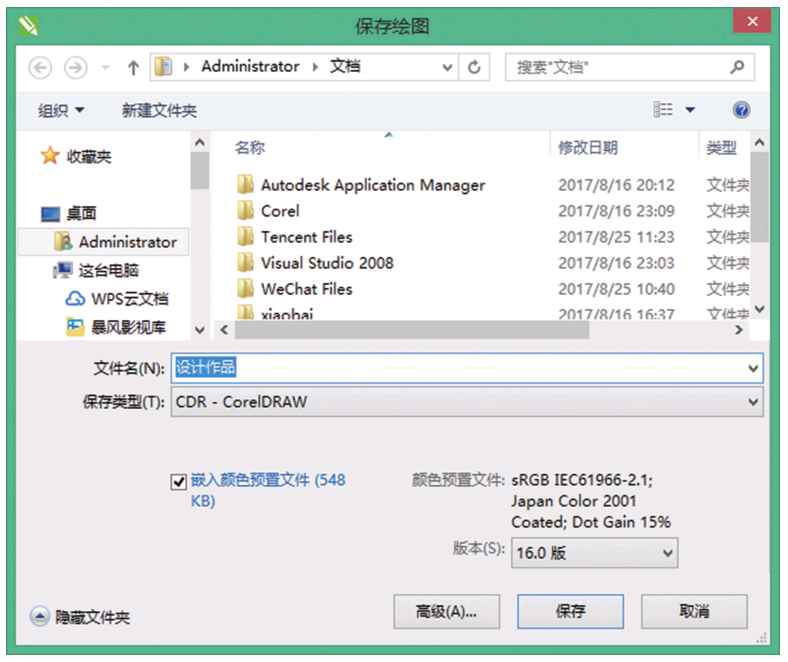 保存绘图
Administrator 文档
搜索"文档"
组织 新建文件夹
收藏夹
桌面
Administrator
这台电脑
WPS云文档
暴风影视库
名称 修改日期 类型
Autodesk Application Manager 2017/8/16 20:12 文件夹
Corel 2017/8/16 23:09 文件夹
Tencent Files 2017/8/25 11:23 文件夹
Visual Studio 2008 2017/8/16 23:03 文件夹
WeChat Files 2017/8/25 10:40 文件夹
xiaobai 2017/8/16 16:37 文件夹
文件名(N): 设计作品
保存类型(T): CDR - CorelDRAW
嵌入颜色预置文件 (548
KB)
颜色预置文件: sRGB IEC61966-2.1;
Japan Color 2001
Coated; Dot Gain 15%
版本(S): 16.0 版
隐藏文件夹
高级(A)... 保存 取消